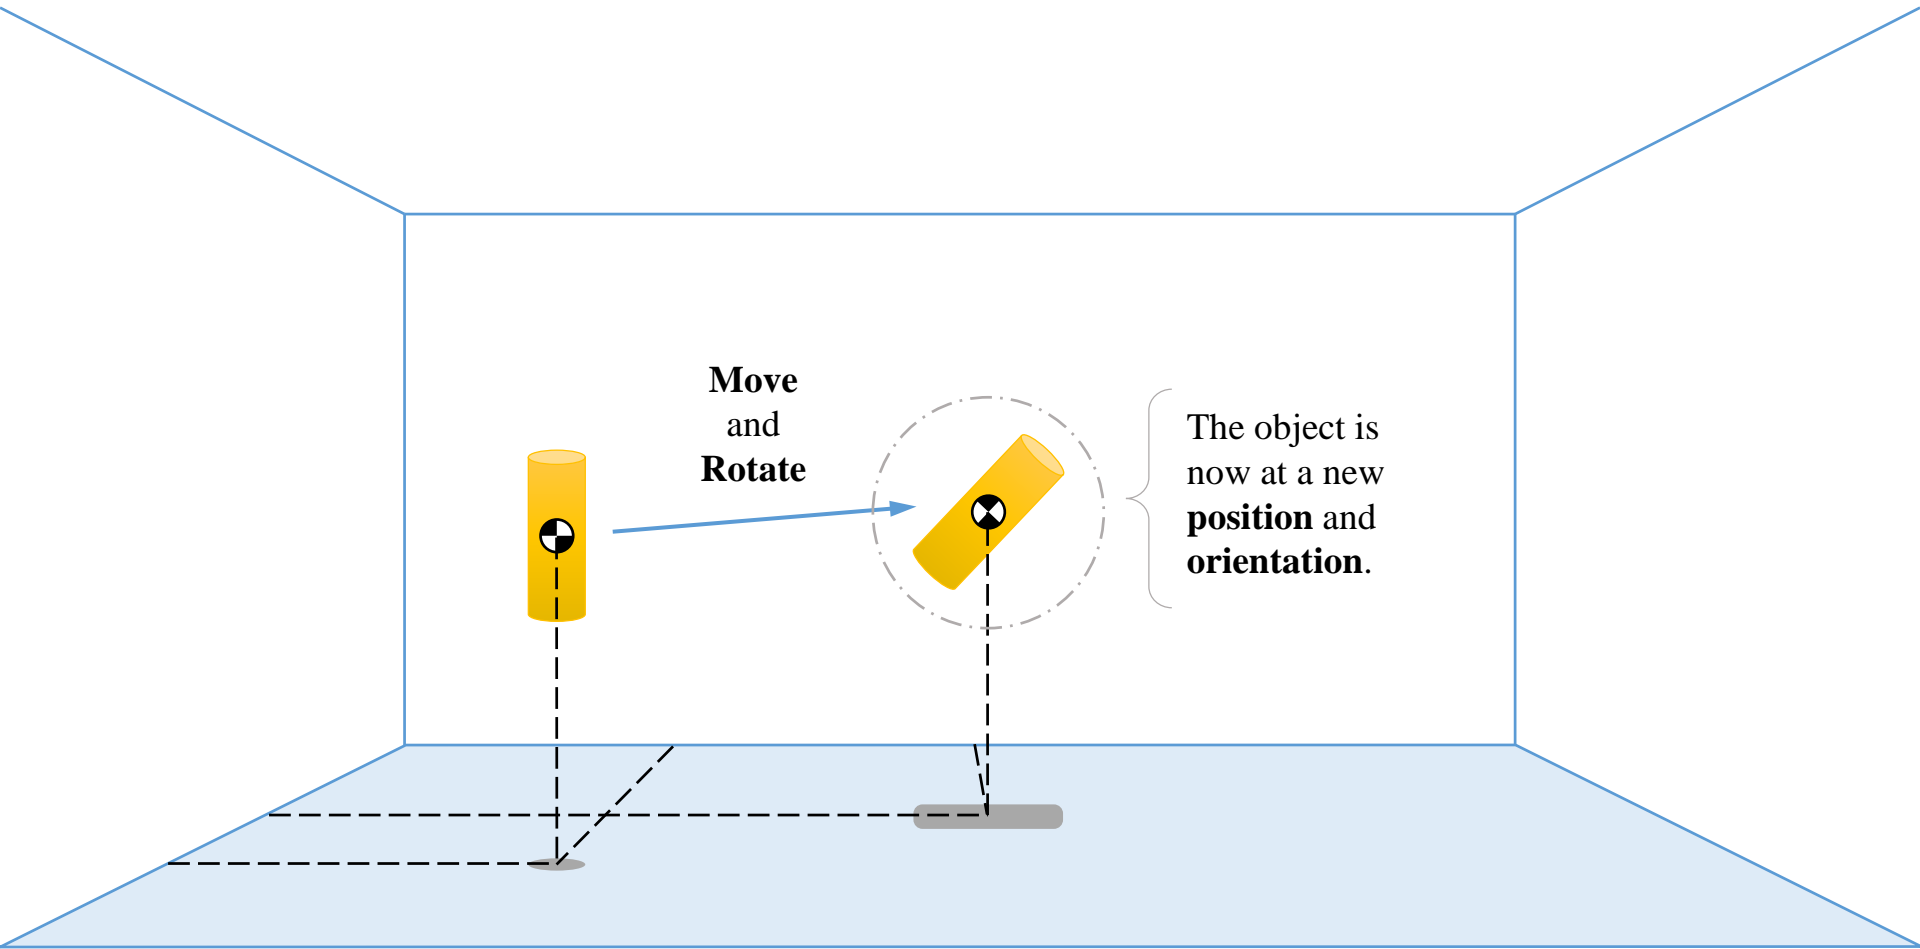 Move
and
Rotate
The object is
now at a new
position and
orientation.